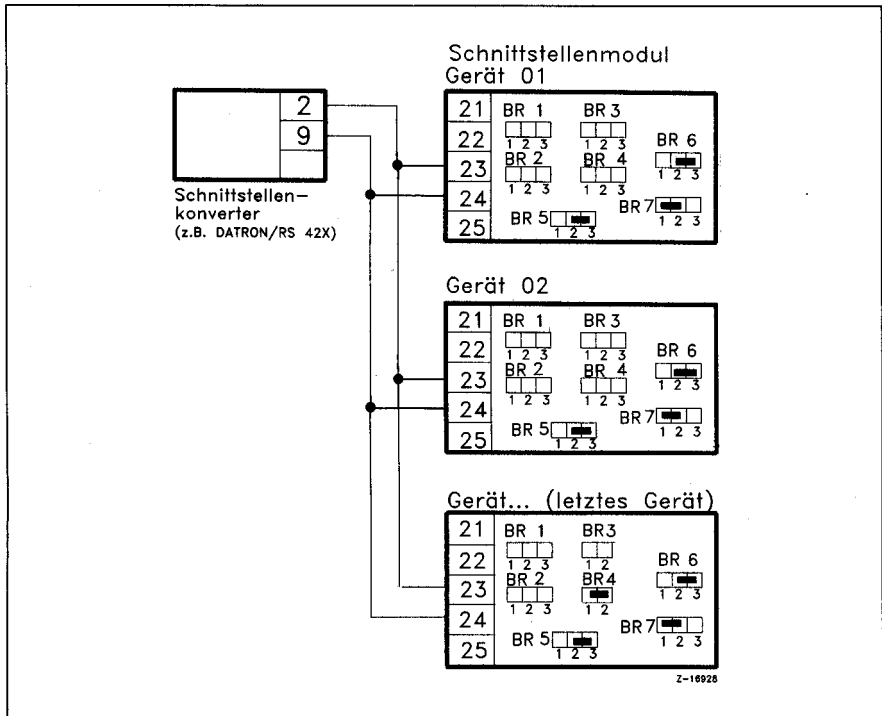 Schnittstellenmodul
Gerät 01
2
9
Schnittstellen-
konverter
(z.B. DATRON/RS 42X)
21
22
23
24
25
BR 1
1 2 3
BR 3
1 2 3
BR 2
1 2 3
BR 4
1 2 3
BR 6
1 2 3
BR 5
1 2 3
BR 7
1 2 3
Gerät 02
21
22
23
24
25
BR 1
1 2 3
BR 3
1 2 3
BR 2
1 2 3
BR 4
1 2 3
BR 6
1 2 3
BR 5
1 2 3
BR 7
1 2 3
Gerät... (letztes Gerät)
21
22
23
24
25
BR 1
1 2 3
BR3
1 2
BR 2
1 2 3
BR4
1 2
BR 6
1 2 3
BR 5
1 2 3
BR 7
1 2 3
Z-16928